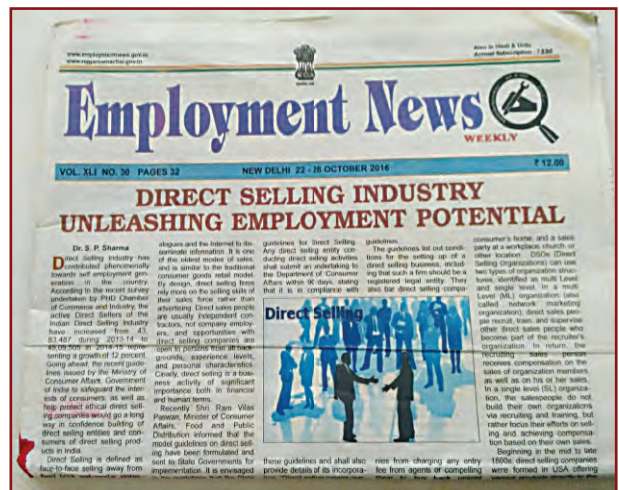 www.employmentnews.gov.in
www.rojgarsamachar.gov.in
Also in Hindi & Urdu
Annual Subscription : ₹ 530
Employment News
WEEKLY
VOL. XLI NO. 30 PAGES 32
NEW DELHI 22 - 28 OCTOBER 2016
₹ 12.00
DIRECT SELLING INDUSTRY
UNLEASHING EMPLOYMENT POTENTIAL
Dr. S. P. Sharma
Direct Selling Industry has
contributed phenomenally
towards self employment gen-
eration in the country.
According to the recent survey
undertaken by PHD Chamber
of Commerce and Industry, the
active Direct Sellers of the
Indian Direct Selling Industry
increased from 43,
83,487 during 2013-14 to
in 2014-15 repre-
senting a growth of 12 percent.
Going ahead, the recent guide-
lines issued by the Ministry of
Consumer Affairs, Government
of India to safeguard the inter-
ests of consumers, as well as
help protect ethical direct sell-
ing companies would go a long
way in confidence building of
direct selling entities and con-
sumers of direct selling prod-
ucts in India.
Direct Selling is defined as
face-to-face selling away from
alogues and the Internet to dis-
seminate information. It is one
of the oldest modes of sales
and is similar to the traditional
consumer goods retail model.
By design, direct selling firms
rely more on the selling skills of
their sales force rather than
advertising. Direct sales people
are usually independent con-
tractors, not company employ-
ees, and opportunities with
direct selling companies are
open to persons from all back-
grounds, experience levels,
and personal characteristics.
Clearly, direct selling is a busi-
ness activity of significant
importance both in financial
and human terms.
Recently Shri Ram Vilas
Paswan, Minister of Consumer
Affairs, Food and Public
Distribution informed that the
model guidelines on direct sell-
ing have been formulated and
sent to State Governments for
implementation. It is envisaged
guidelines for Direct Selling.
Any direct selling entity con-
ducting direct selling activities
shall submit an undertaking to
the Department of Consumer
Affairs within 90 days, stating
that it is in compliance with
Direct Selling
these guidelines and shall also
provide details of its incorpora-
guidelines.
The guidelines list out condi-
tions for the setting up of a
direct selling business, includ-
ing that such a firm should be a
registered legal entity. They
also bar direct selling compa-
nies from charging any entry
fee from agents or compelling
them to buy back unsold
consumer's home, and a sales
party at a workplace, church, or
other location. DSOs (Direct
Selling Organizations) can use
two types of organization struc-
tures, identified as multi Level
and single level. In a multi
Level (ML) organization (also
called network marketing
organization), direct sales peo-
ple recruit, train, and supervise
other direct sales people who
become part of the recruiter's
organization. In return, the
recruiting sales person
receives compensation on the
sales of organization members
as well as on his or her sales.
In a single level (SL) organiza-
tion, the salespeople do not
build their own organizations
via recruiting and training, but
rather focus their efforts on sell-
ing and achieving compensa-
tion based on their own sales.
Beginning in the mid to late
1800s, direct selling companies
were formed in USA offering